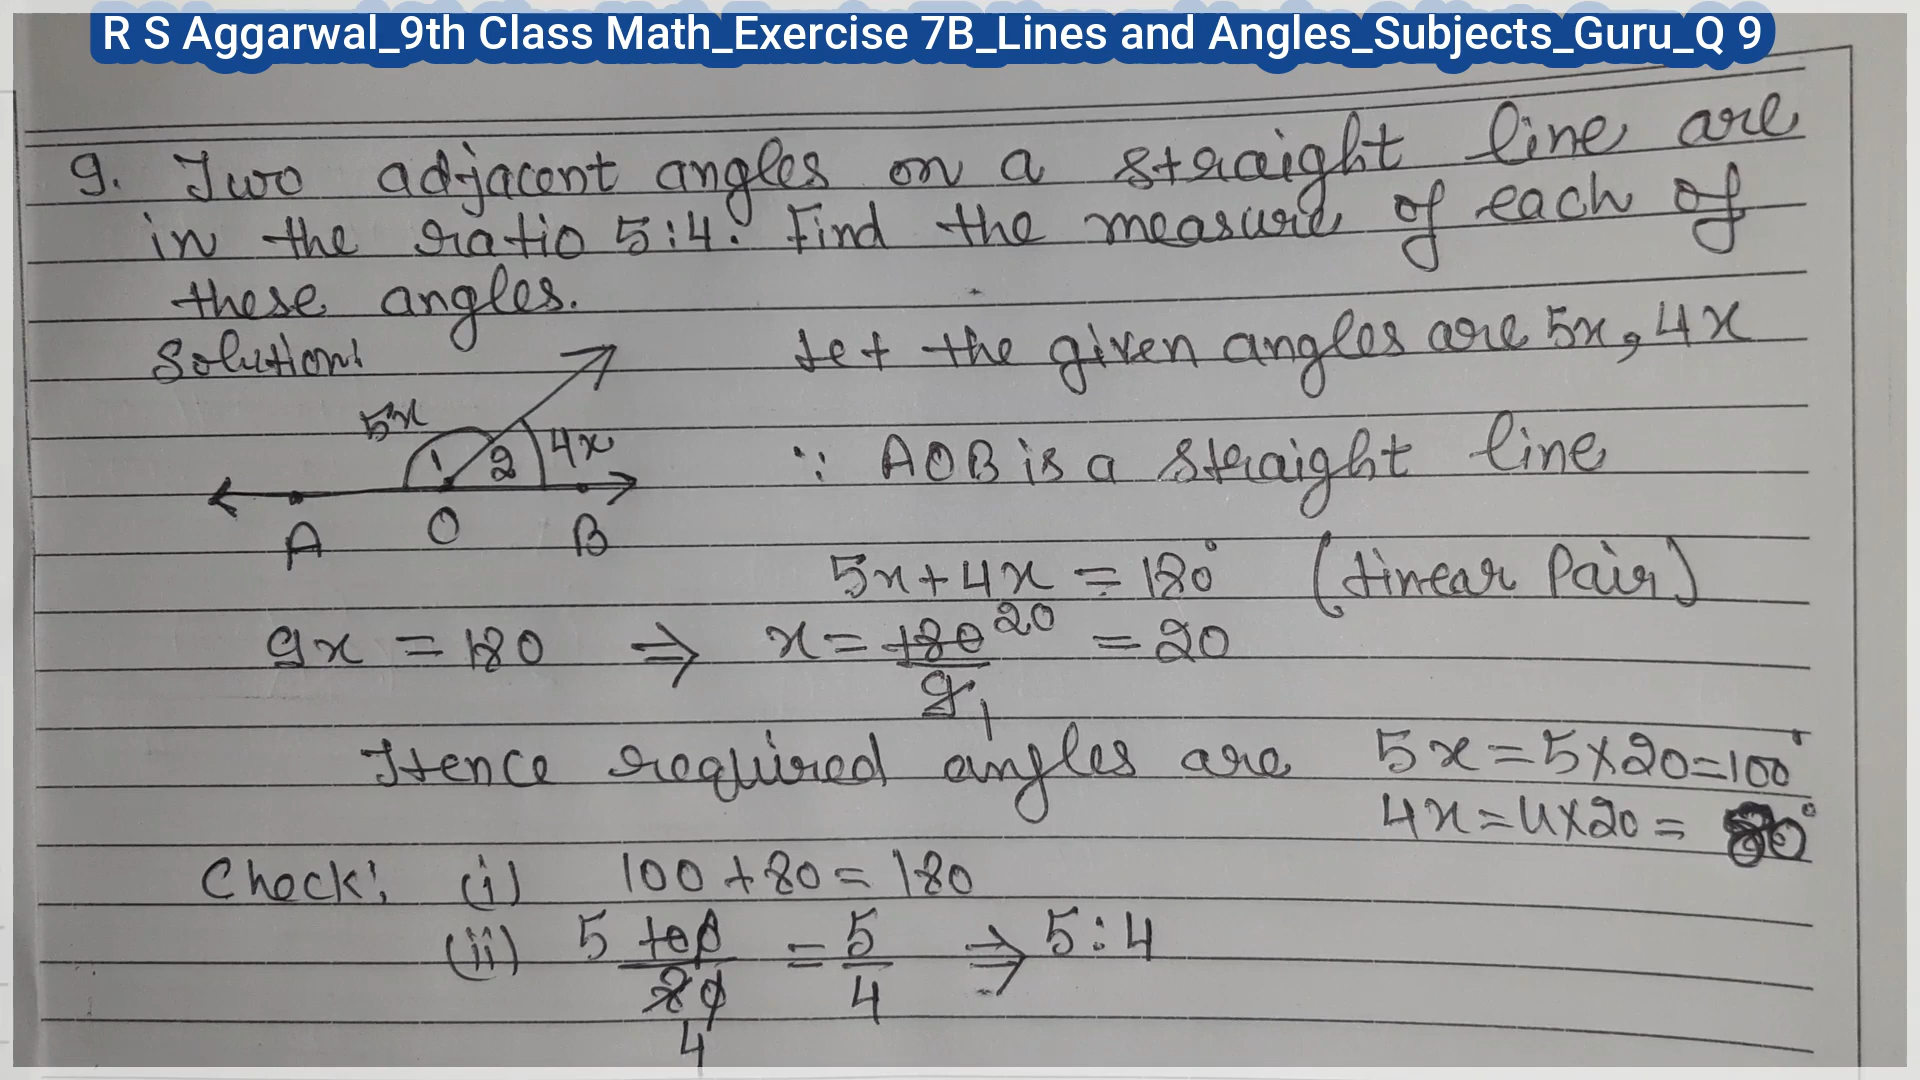 R S Aggarwal_9th Class Math_Exercise 7B_Lines and Angles_Subjects_Guru_Q 9
9. Two adjacent angles on a straight line are
in the ratio 5:4. Find the measure of each of
these angles.
Solution:
Let the given angles are 5x, 4x
5x
1 2 4x
∵ AOB is a straight line
A O B
5x+4x = 180° (Linear Pair)
9x = 180 ⇒ x = 180/9 20 1 = 20
Hence required angles are 5x=5×20=100°
4x=4×20= 80°
Check: (i) 100+80=180
(ii) 5 100/80 4 = 5/4 ⇒ 5:4